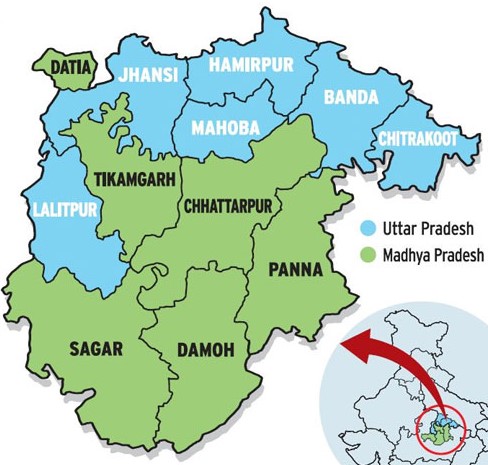 DATIA
JHANSI
HAMIRPUR
BANDA
MAHOBA
CHITRAKOOT
TIKAMGARH
LALITPUR
CHHATTARPUR
Uttar Pradesh
Madhya Pradesh
PANNA
SAGAR
DAMOH